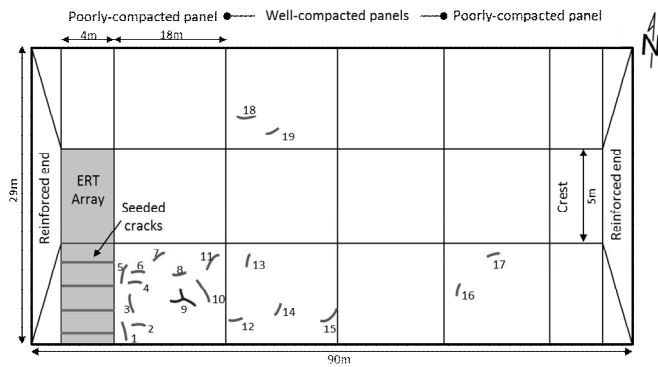 Poorly-compacted panel Well-compacted panels Poorly-compacted panel
N
4m 18m
18
19
29m
Reinforced end
ERT
Array
Seeded
cracks
Crest
5m
Reinforced end
5 6 7 8 11 13 17
4
3 9 10 14 16
1 2 12 15
90m